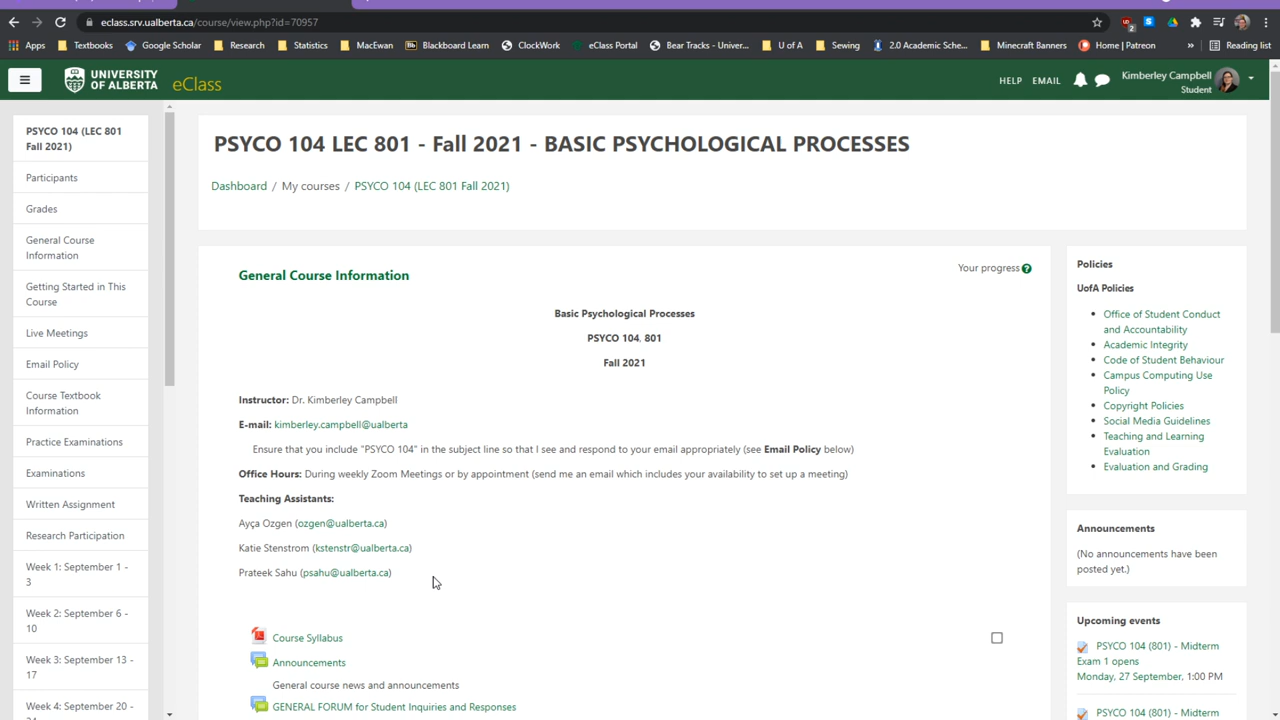 eclass.srv.ualberta.ca/course/view.php?id=70957
Apps Textbooks Google Scholar Research Statistics MacEwan Bb Blackboard Learn ClockWork eClass Portal Bear Tracks - Univer... U of A Sewing 2.0 Academic Sche... Minecraft Banners Home | Patreon » Reading list
UNIVERSITY OF ALBERTA eClass HELP EMAIL Kimberley Campbell
Student
PSYCO 104 (LEC 801
Fall 2021)
Participants
Grades
General Course
Information
Getting Started in This
Course
Live Meetings
Email Policy
Course Textbook
Information
Practice Examinations
Examinations
Written Assignment
Research Participation
Week 1: September 1 -
3
Week 2: September 6 -
10
Week 3: September 13 -
17
Week 4: September 20 -
PSYCO 104 LEC 801 - Fall 2021 - BASIC PSYCHOLOGICAL PROCESSES
Dashboard / My courses / PSYCO 104 (LEC 801 Fall 2021)
General Course Information
Your progress
Basic Psychological Processes
PSYCO 104. 801
Fall 2021
Instructor: Dr. Kimberley Campbell
E-mail: kimberley.campbell@ualberta
Ensure that you include "PSYCO 104" in the subject line so that I see and respond to your email appropriately (see Email Policy below)
Office Hours: During weekly Zoom Meetings or by appointment (send me an email which includes your availability to set up a meeting)
Teaching Assistants:
Ayça Ozgen (ozgen@ualberta.ca)
Katie Stenstrom (kstenstr@ualberta.ca)
Prateek Sahu (psahu@ualberta.ca)
Course Syllabus
Announcements
General course news and announcements
GENERAL FORUM for Student Inquiries and Responses
Policies
UofA Policies
Office of Student Conduct
and Accountability
Academic Integrity
Code of Student Behaviour
Campus Computing Use
Policy
Copyright Policies
Social Media Guidelines
Teaching and Learning
Evaluation
Evaluation and Grading
Announcements
(No announcements have been
posted yet.)
Upcoming events
PSYCO 104 (801) - Midterm
Exam 1 opens
Monday, 27 September, 1:00 PM
PSYCO 104 (801) - Midterm